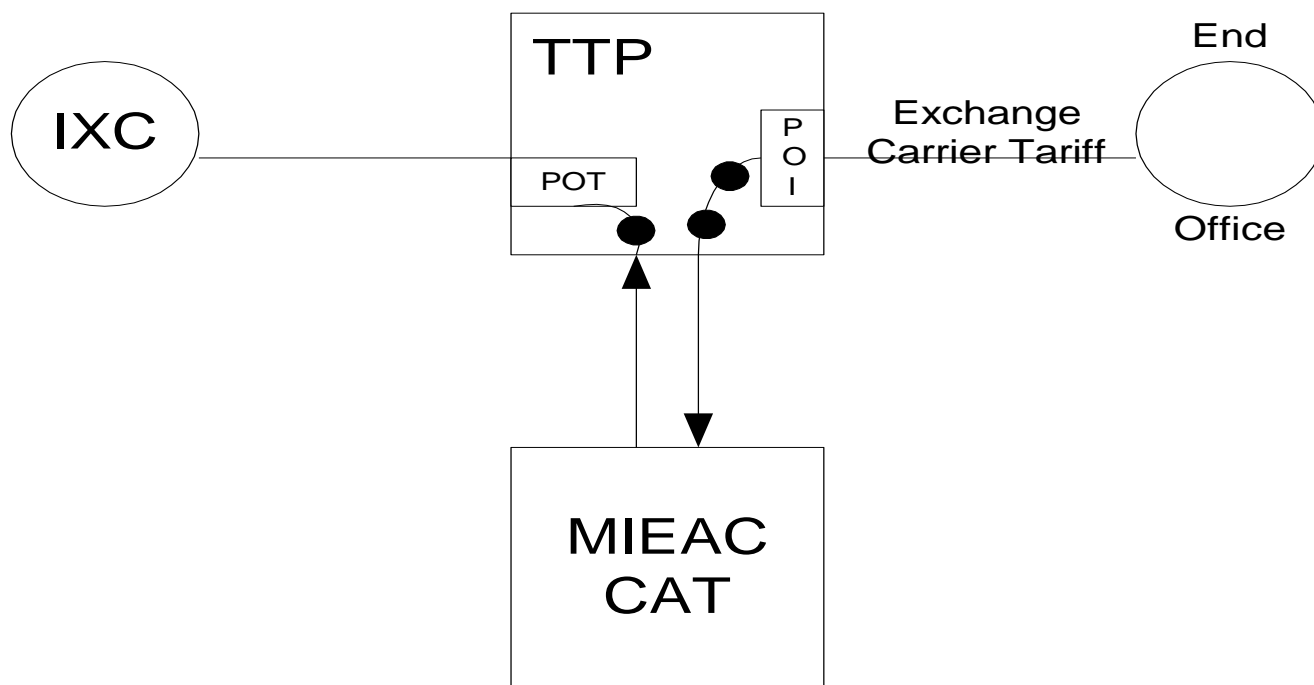 End
TTP
IXC
P
O
I
Exchange
Carrier Tariff
POT
Office
MIEAC
CAT